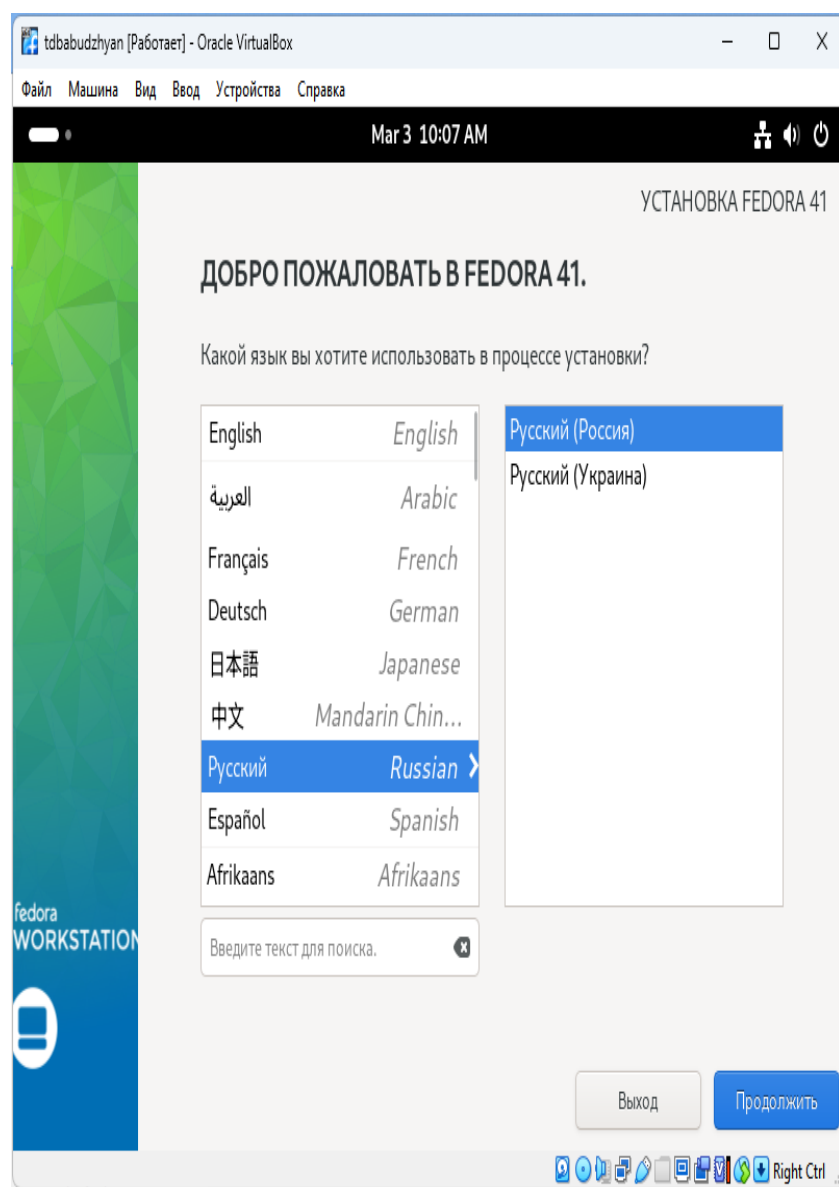 tdbabudzhyan [Работает] - Oracle VirtualBox
Файл Машина Вид Ввод Устройства Справка
Mar 3 10:07 AM
УСТАНОВКА FEDORA 41
ДОБРО ПОЖАЛОВАТЬ В FEDORA 41.
Какой язык вы хотите использовать в процессе установки?
English English
العربية Arabic
Français French
Deutsch German
日本語 Japanese
中文 Mandarin Chin...
Русский Russian
Español Spanish
Afrikaans Afrikaans
Русский (Россия)
Русский (Украина)
Введите текст для поиска.
fedora
WORKSTATION
Выход Продолжить
Right Ctrl